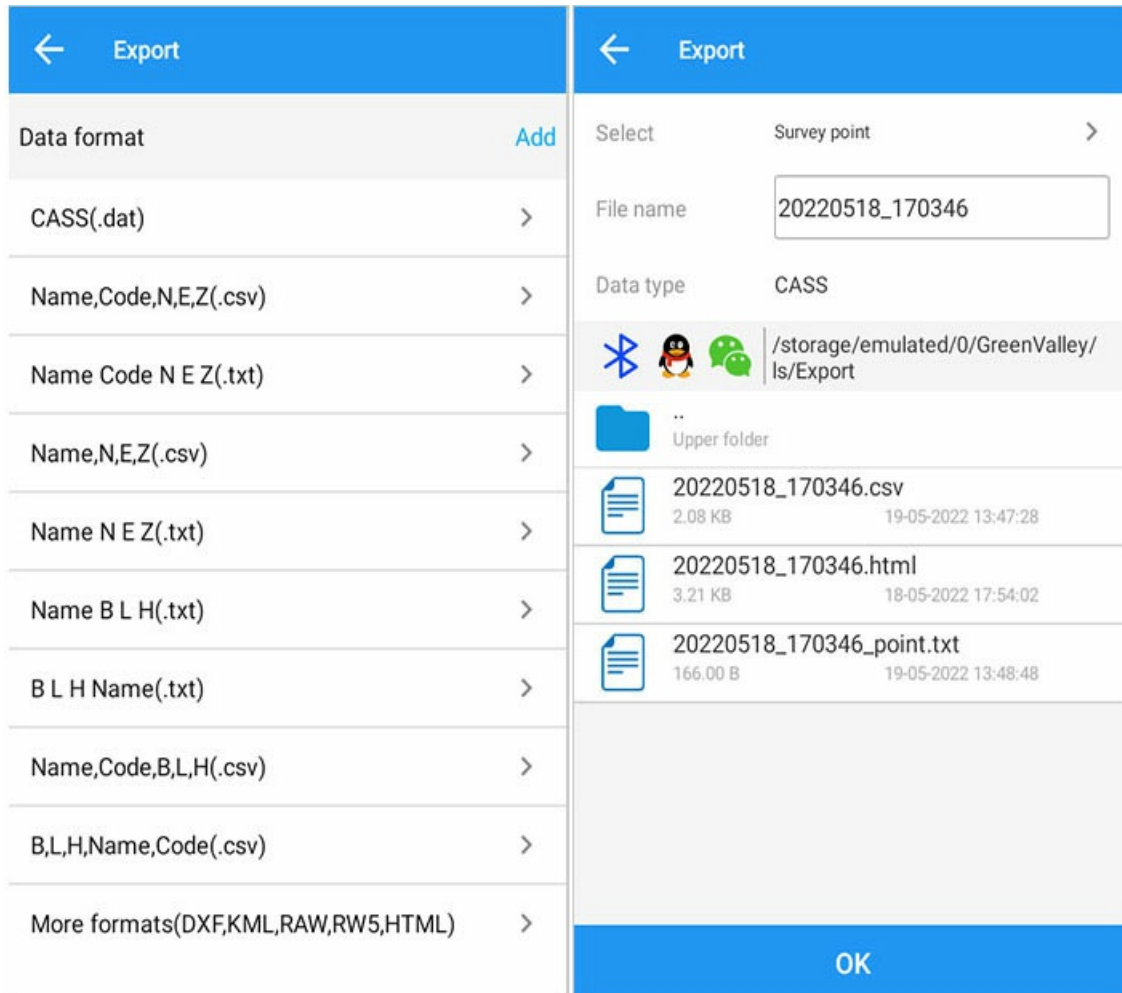 Export
Data format
Add
CASS(.dat)
Name,Code,N,E,Z(.csv)
Name Code N E Z(.txt)
Name,N,E,Z(.csv)
Name N E Z(.txt)
Name B L H(.txt)
B L H Name(.txt)
Name,Code,B,L,H(.csv)
B,L,H,Name,Code(.csv)
More formats(DXF,KML,RAW,RW5,HTML)
Export
Select
Survey point
File name
20220518_170346
Data type
CASS
/storage/emulated/0/GreenValley/
ls/Export
..
Upper folder
20220518_170346.csv
2.08 KB
19-05-2022 13:47:28
20220518_170346.html
3.21 KB
18-05-2022 17:54:02
20220518_170346_point.txt
166.00 B
19-05-2022 13:48:48
OK